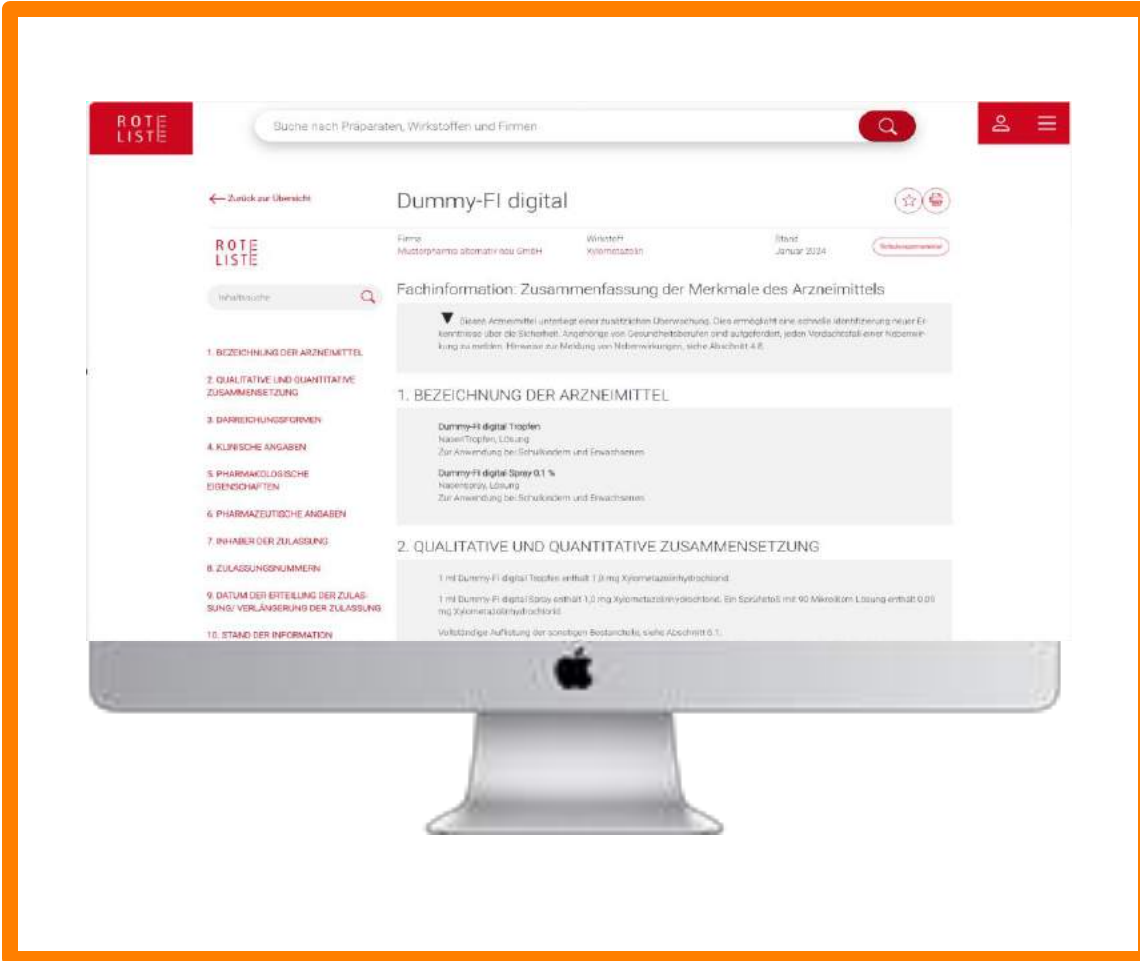 ROTE
LISTE
Suche nach Präparaten, Wirkstoffen und Firmen
Zurück zur Übersicht
Dummy-FI digital
ROTE
LISTE
Firma
Musterpharma alternativ neu GmbH
Wirkstoff
Xylometazolin
Stand
Januar 2024
Inhaltssuche
1. BEZEICHNUNG DER ARZNEIMITTEL
2. QUALITATIVE UND QUANTITATIVE
ZUSAMMENSETZUNG
3. DARREICHUNGSFORMEN
4. KLINISCHE ANGABEN
5. PHARMAKOLOGISCHE
EIGENSCHAFTEN
6. PHARMAZEUTISCHE ANGABEN
7. INHABER DER ZULASSUNG
8. ZULASSUNGSNUMMERN
9. DATUM DER ERTEILUNG DER ZULAS-
SUNG/ VERLÄNGERUNG DER ZULASSUNG
10. STAND DER INFORMATION
Fachinformation: Zusammenfassung der Merkmale des Arzneimittels
▼ Dieses Arzneimittel unterliegt einer zusätzlichen Überwachung. Dies ermöglicht eine schnelle Identifizierung neuer Er-
kenntnisse über die Sicherheit. Angehörige von Gesundheitsberufen sind aufgefordert, jeden Verdachtsfall einer Nebenwir-
kung zu melden. Hinweise zur Meldung von Nebenwirkungen, siehe Abschnitt 4.8.
1. BEZEICHNUNG DER ARZNEIMITTEL
Dummy-FI digital Tropfen
NasenTropfen, Lösung
Zur Anwendung bei Schulkindern und Erwachsenen
Dummy-FI digital Spray 0,1 %
Nasenspray, Lösung
Zur Anwendung bei Schulkindern und Erwachsenen
2. QUALITATIVE UND QUANTITATIVE ZUSAMMENSETZUNG
1 ml Dummy-FI digital Tropfen enthält 1,0 mg Xylometazolinhydrochlorid.
1 ml Dummy-FI digital Spray enthält 1,0 mg Xylometazolinhydrochlorid. Ein Sprühstoß mit 90 Mikrolitern Lösung enthält 0,09
mg Xylometazolinhydrochlorid.
Vollständige Auflistung der sonstigen Bestandteile, siehe Abschnitt 6.1.